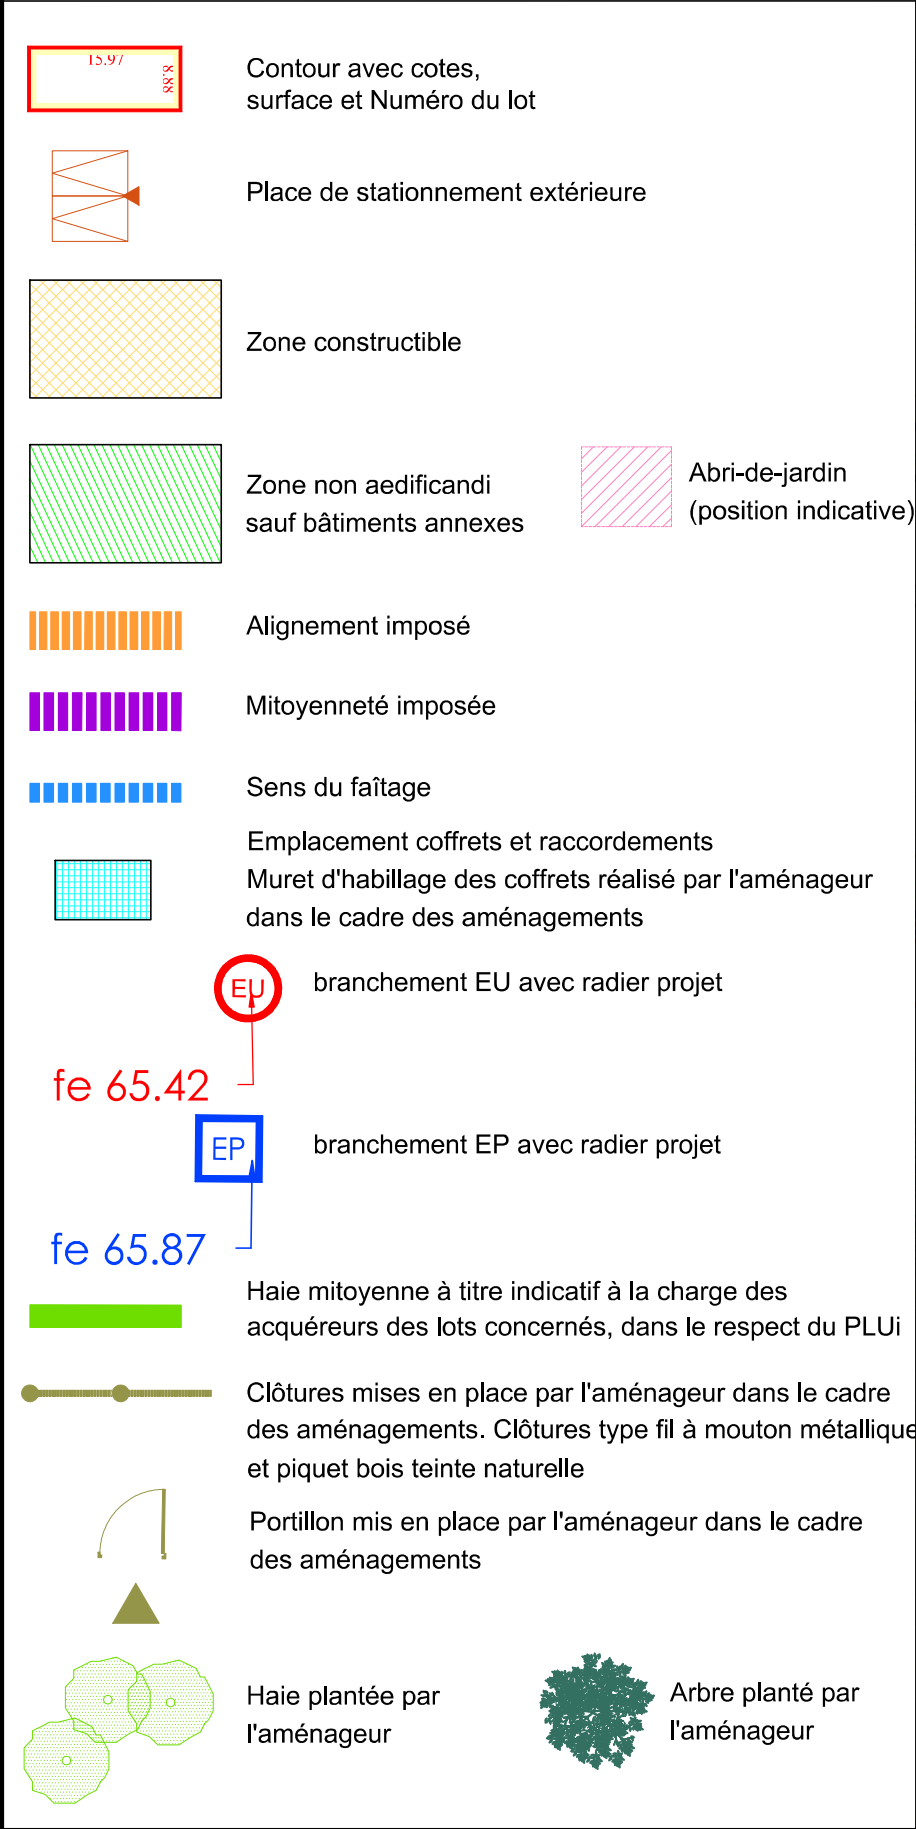 15.97
8.88
Contour avec cotes,
surface et Numéro du lot
Place de stationnement extérieure
Zone constructible
Zone non aedificandi
sauf bâtiments annexes
Abri-de-jardin
(position indicative)
Alignement imposé
Mitoyenneté imposée
Sens du faîtage
Emplacement coffrets et raccordements
Muret d'habillage des coffrets réalisé par l'aménageur
dans le cadre des aménagements
EU
branchement EU avec radier projet
fe 65.42
EP
branchement EP avec radier projet
fe 65.87
Haie mitoyenne à titre indicatif à la charge des
acquéreurs des lots concernés, dans le respect du PLUi
Clôtures mises en place par l'aménageur dans le cadre
des aménagements. Clôtures type fil à mouton métallique
et piquet bois teinte naturelle
Portillon mis en place par l'aménageur dans le cadre
des aménagements
Haie plantée par
l'aménageur
Arbre planté par
l'aménageur